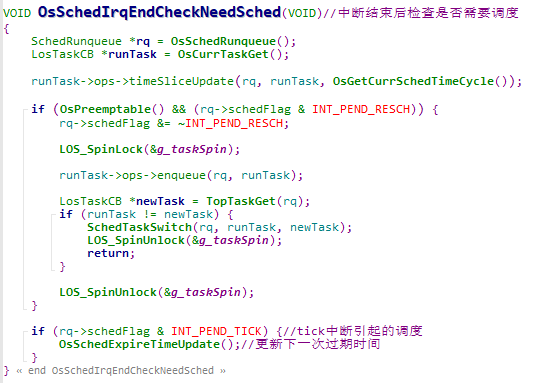 VOID OsSchedIrqEndCheckNeedSched(VOID)//中断结束后检查是否需要调度
{
    SchedRunqueue *rq = OsSchedRunqueue();
    LosTaskCB *runTask = OsCurrTaskGet();

    runTask->ops->timeSliceUpdate(rq, runTask, OsGetCurrSchedTimeCycle());

    if (OsPreemptable() && (rq->schedFlag & INT_PEND_RESCH)) {
        rq->schedFlag &= ~INT_PEND_RESCH;

        LOS_SpinLock(&g_taskSpin);

        runTask->ops->enqueue(rq, runTask);

        LosTaskCB *newTask = TopTaskGet(rq);
        if (runTask != newTask) {
            SchedTaskSwitch(rq, runTask, newTask);
            LOS_SpinUnlock(&g_taskSpin);
            return;
        }

        LOS_SpinUnlock(&g_taskSpin);
    }

    if (rq->schedFlag & INT_PEND_TICK) {//tick中断引起的调度
        OsSchedExpireTimeUpdate();//更新下一次过期时间
    }
} « end OsSchedIrqEndCheckNeedSched »